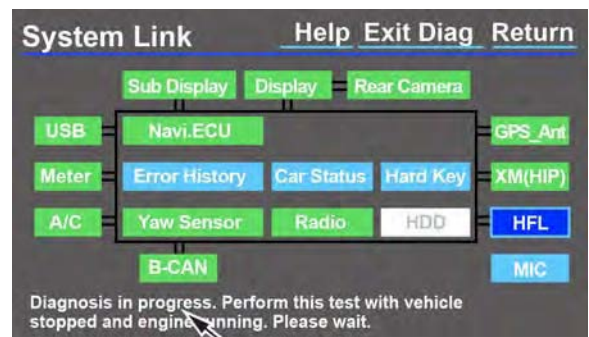 System Link Help Exit Diag Return
Sub Display Display Rear Camera
USB Navi.ECU GPS_Ant
Meter Error History Car Status Hard Key XM(HIP)
A/C Yaw Sensor Radio HDD HFL
B-CAN MIC
Diagnosis in progress. Perform this test with vehicle
stopped and engine running. Please wait.